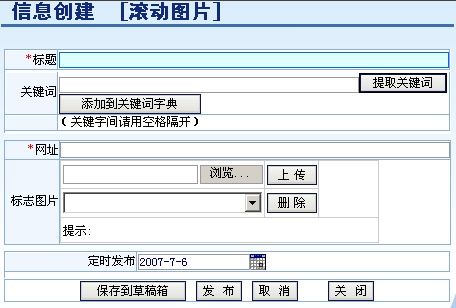 信息创建 [滚动图片]
*标题
关键词 提取关键词
添加到关键词字典
(关键字间请用空格隔开)
*网址
浏览... 上传
标志图片 删除
提示:
定时发布 2007-7-6
保存到草稿箱 发布 取消 关闭